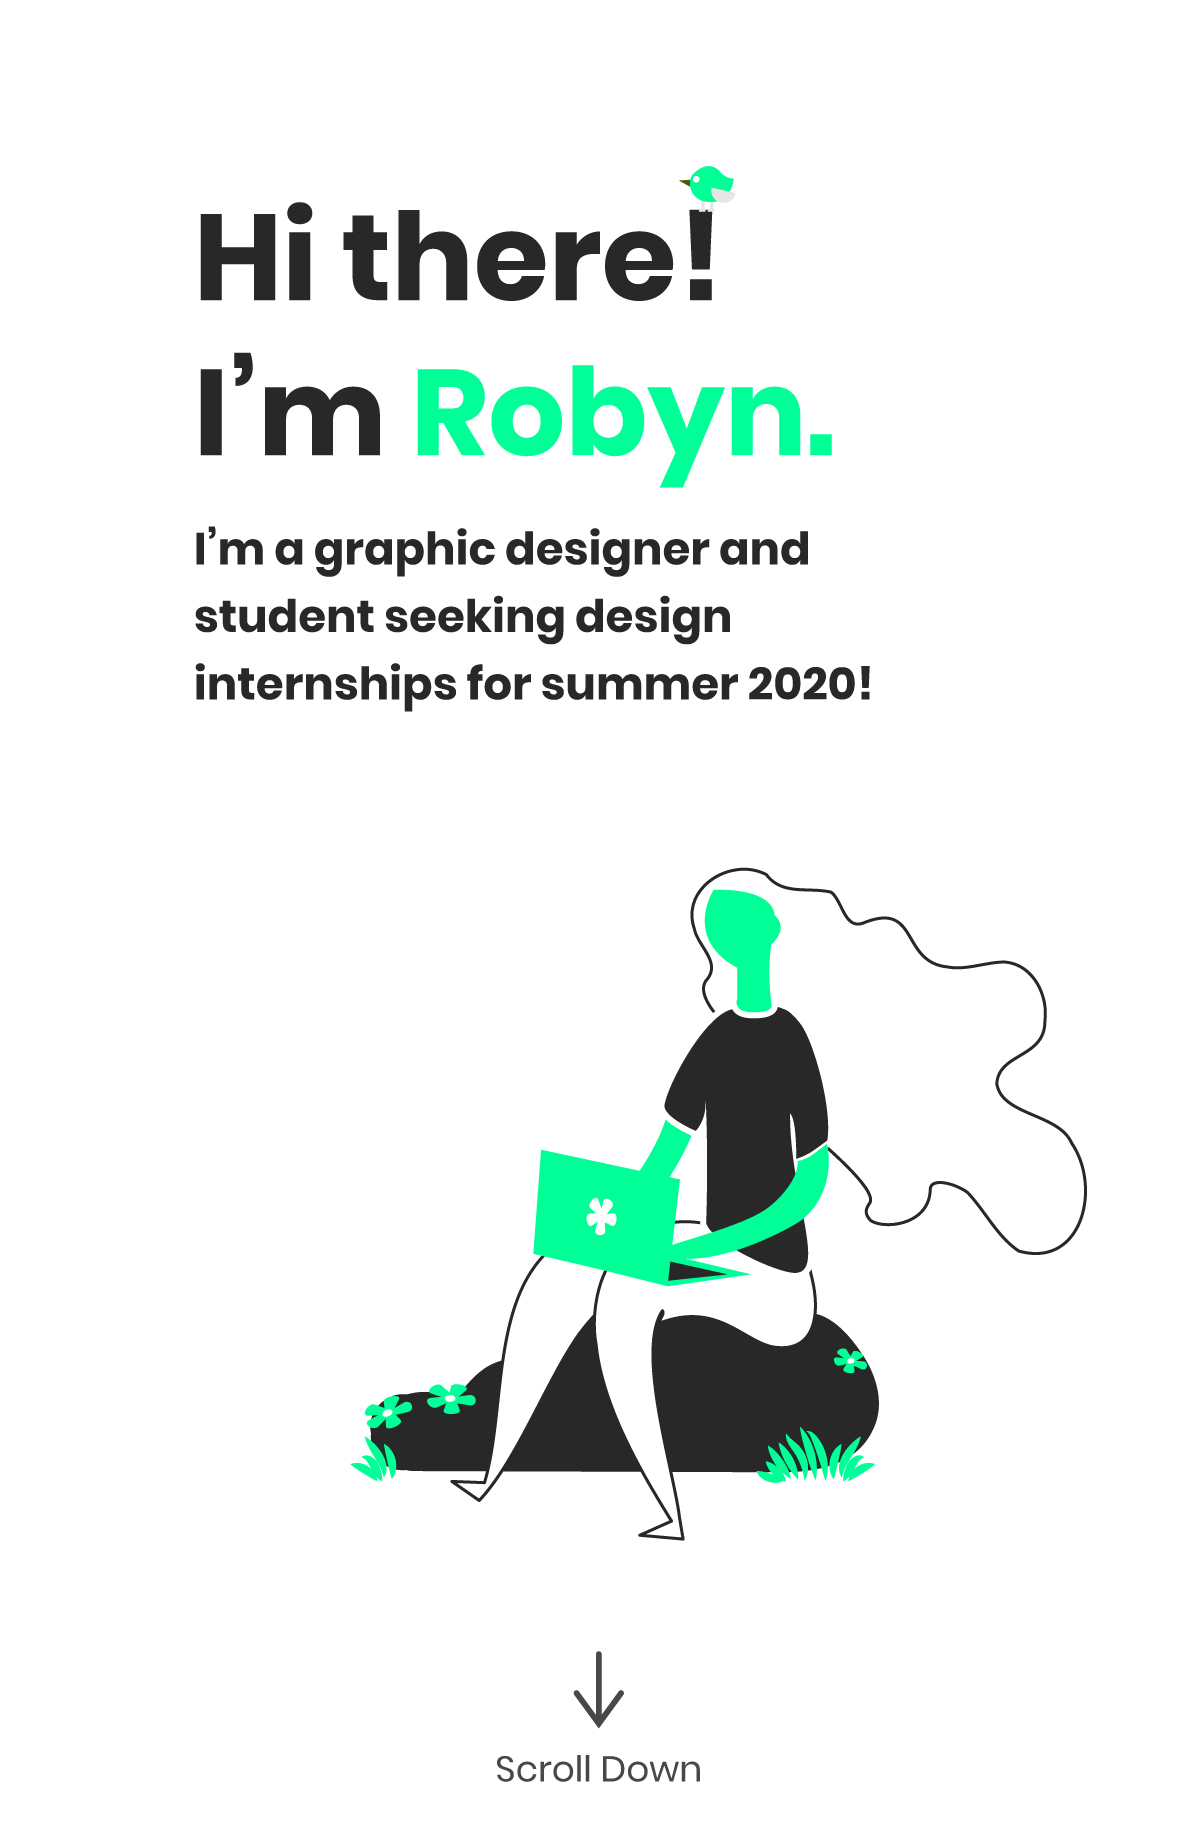 Hi there!
I’m Robyn.
I’m a graphic designer and
student seeking design
internships for summer 2020!
Scroll Down